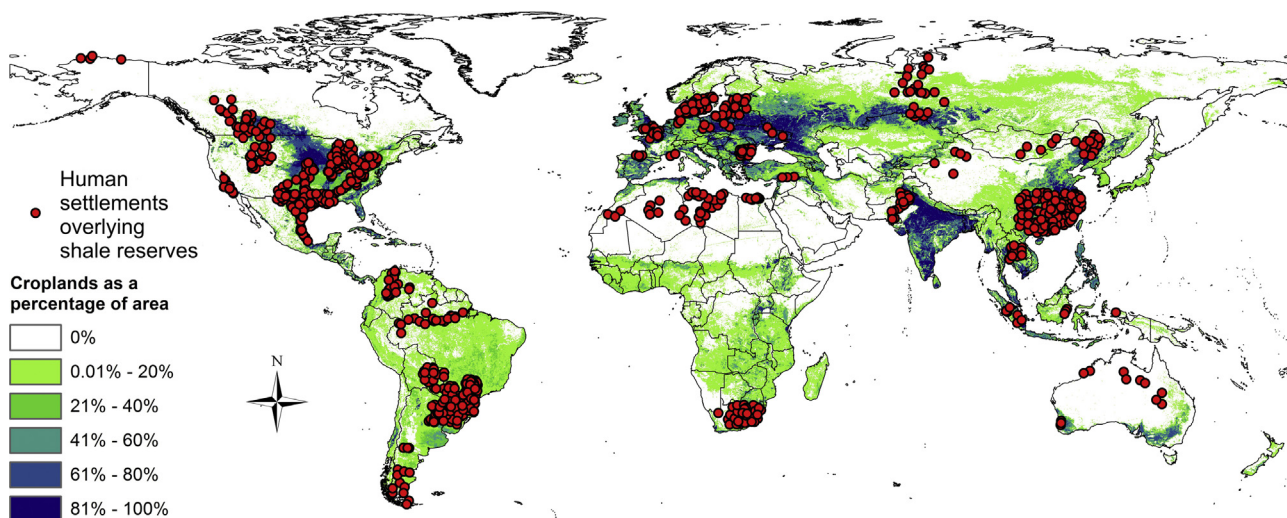 Human
settlements
overlying
shale reserves
Croplands as a
percentage of area
0%
0.01% - 20%
21% - 40%
41% - 60%
61% - 80%
81% - 100%
N